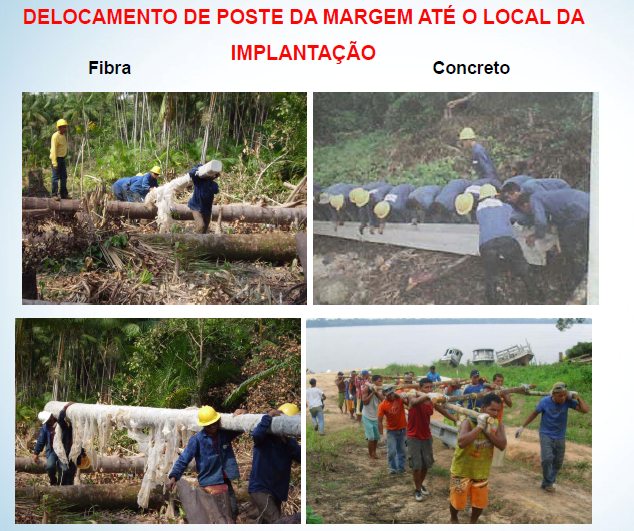 DELOCAMENTO DE POSTE DA MARGEM ATÉ O LOCAL DA
IMPLANTAÇÃO
Fibra
Concreto